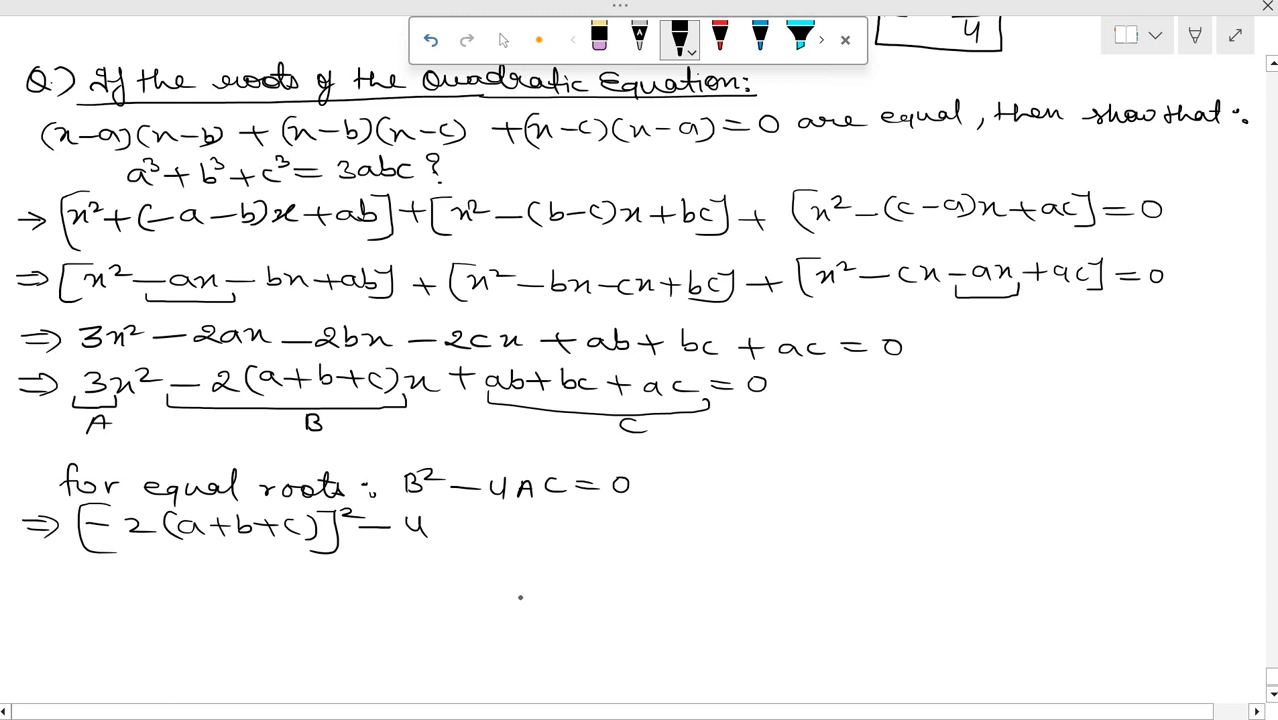 4
Q.) If the roots of the Quadratic Equation:
(x-a)(x-b) + (x-b)(x-c) + (x-c)(x-a) = 0 are equal, then show that :
a³ + b³ + c³ = 3abc ?
→ [x² + (-a-b)x + ab] + [x² - (b-c)x + bc] + [x² - (c-a)x + ac] = 0
⇒ [x² - ax - bx + ab] + [x² - bx - cx + bc] + [x² - cx - ax + ac] = 0
⇒ 3x² - 2ax - 2bx - 2cx + ab + bc + ac = 0
⇒ 3x² - 2(a+b+c)x + ab + bc + ac = 0
A B C
for equal roots : B² - 4AC = 0
⇒ [-2(a+b+c)]² - 4